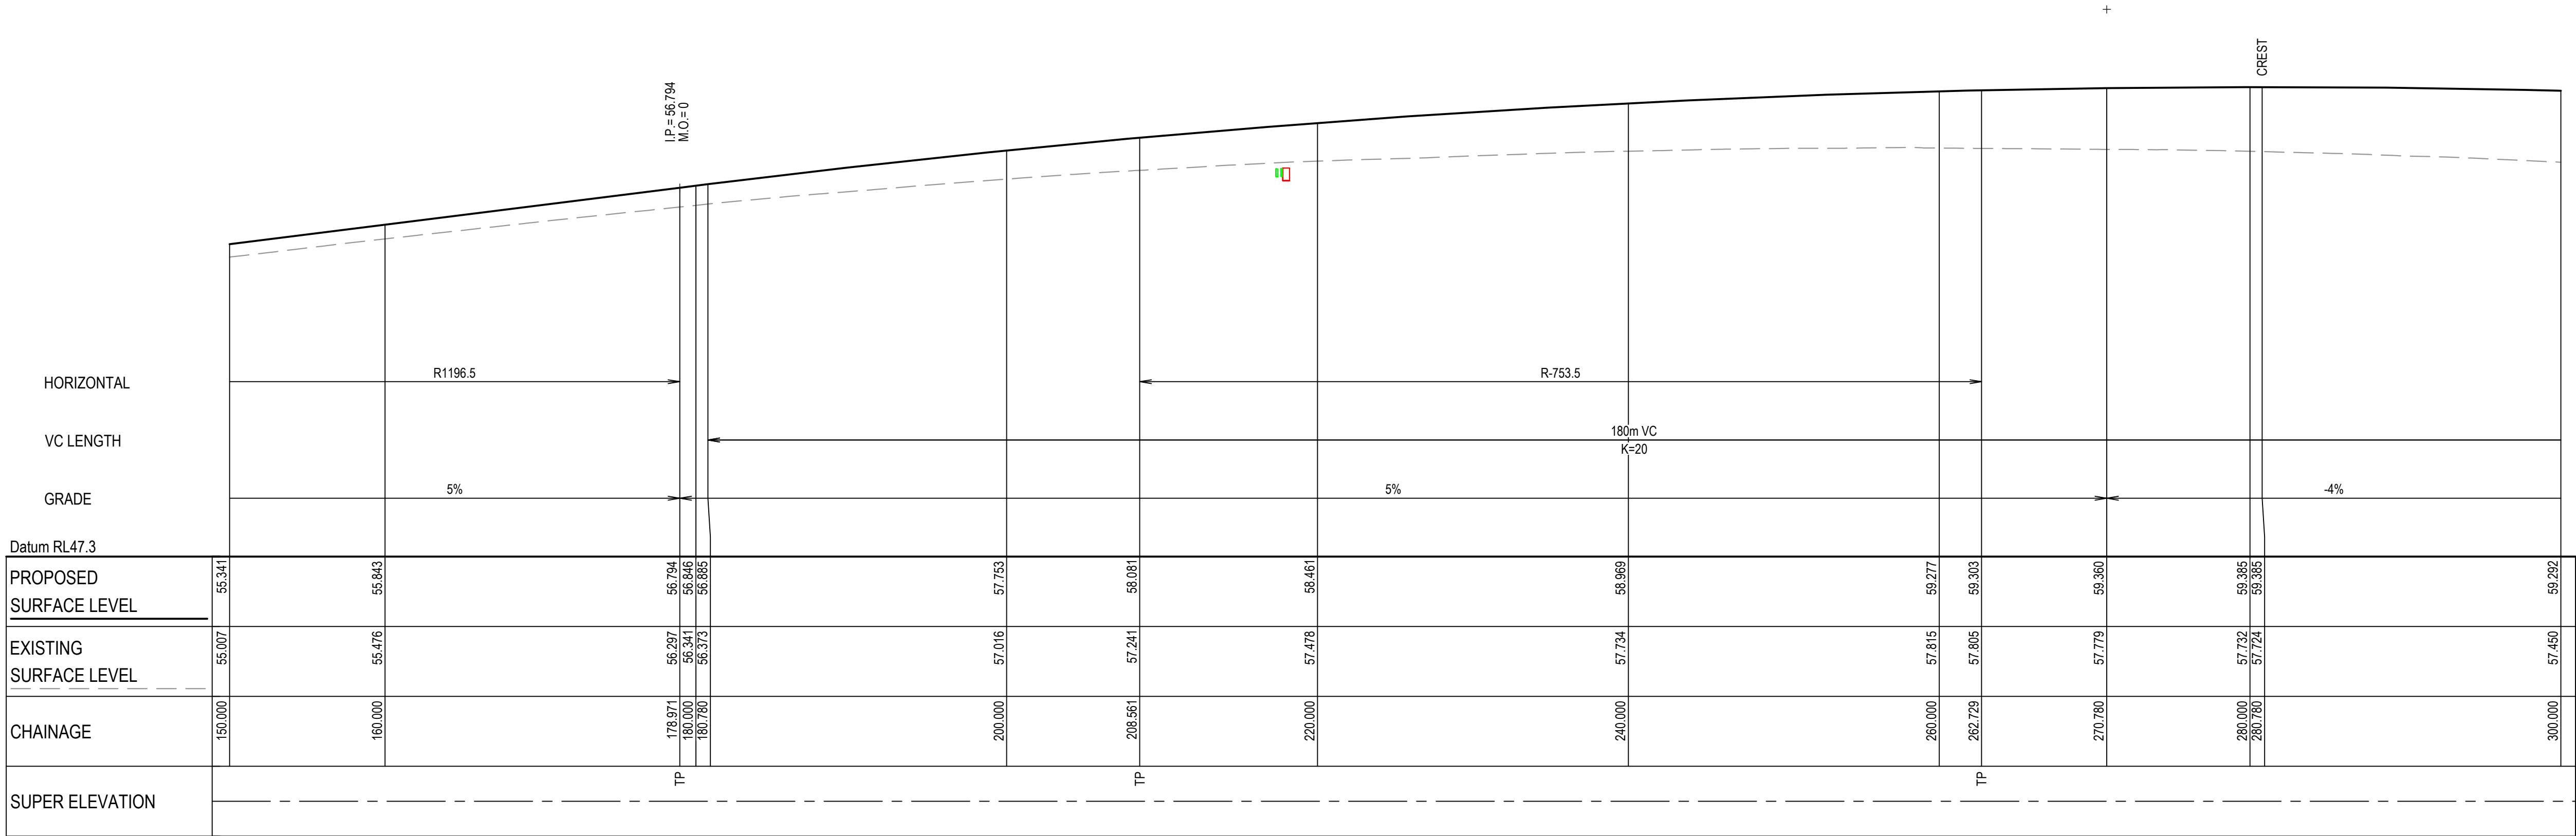 CREST
I.P.= 56.794
M.O.= 0
HORIZONTAL
R1196.5
R-753.5
VC LENGTH
180m VC
K=20
GRADE
5%
5%
-4%
Datum RL47.3
PROPOSED
SURFACE LEVEL
55.341
55.843
56.794
56.846
56.885
57.753
58.081
58.461
58.969
59.277
59.303
59.360
59.385
59.385
59.292
EXISTING
SURFACE LEVEL
55.007
55.476
56.297
56.341
56.373
57.016
57.241
57.478
57.734
57.815
57.805
57.779
57.732
57.724
57.450
CHAINAGE
150.000
160.000
178.971
180.000
180.780
200.000
208.561
220.000
240.000
260.000
262.729
270.780
280.000
280.780
300.000
SUPER ELEVATION
TP
TP
TP